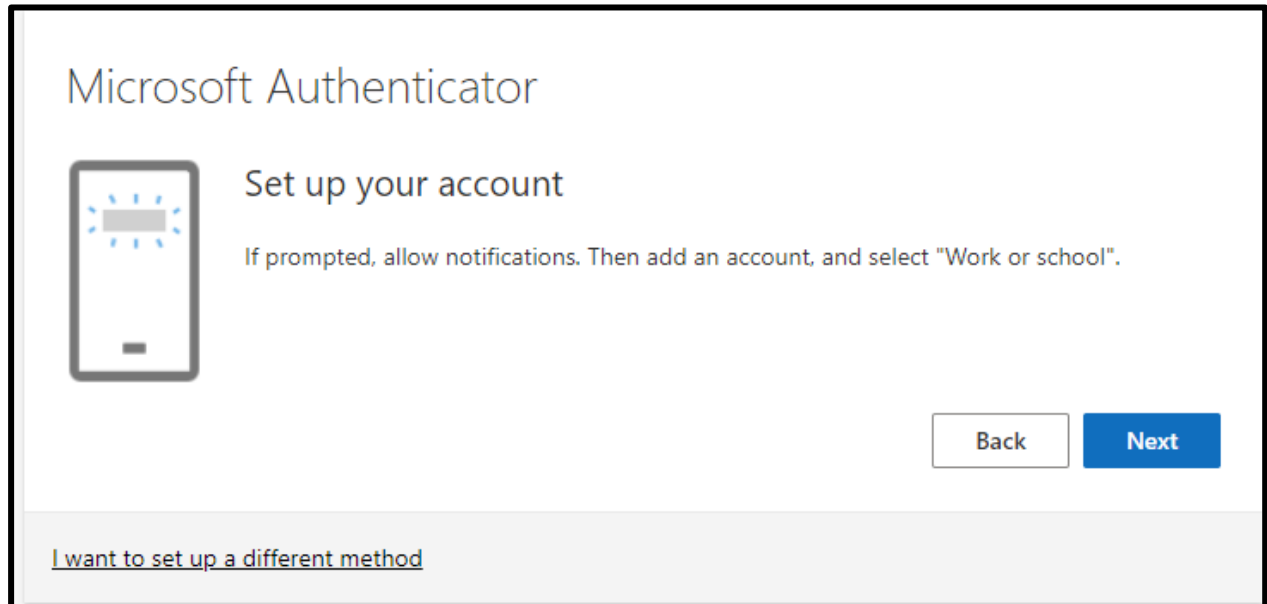 Microsoft Authenticator
Set up your account
If prompted, allow notifications. Then add an account, and select "Work or school".
Back
Next
I want to set up a different method